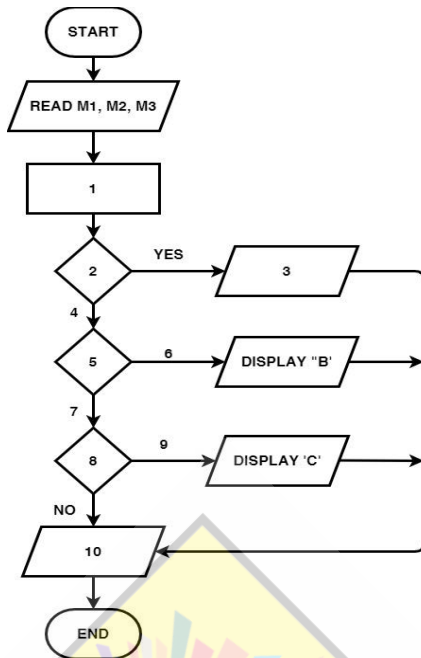 START
READ M1, M2, M3
1
2
YES
3
4
5
6
DISPLAY "B'
7
8
9
DISPLAY 'C'
NO
10
END